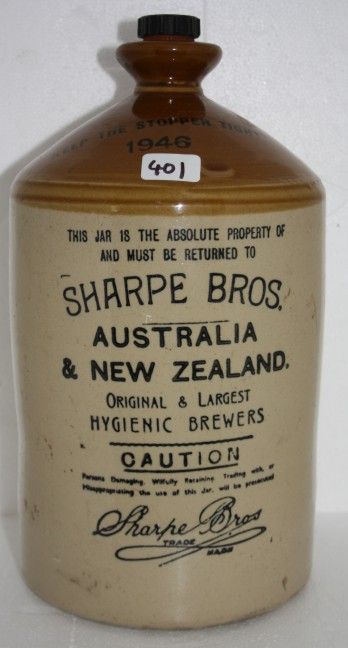 KEEP THE STOPPER TIGHT
1946
401
THIS JAR IS THE ABSOLUTE PROPERTY OF
AND MUST BE RETURNED TO
SHARPE BROS.
AUSTRALIA
& NEW ZEALAND.
ORIGINAL & LARGEST
HYGIENIC BREWERS
CAUTION
Persons Damaging, Wilfully Retaining Trading with, or
Misappropriating the use of this Jar, will be prosecuted
Sharpe Bros
TRADE MARK